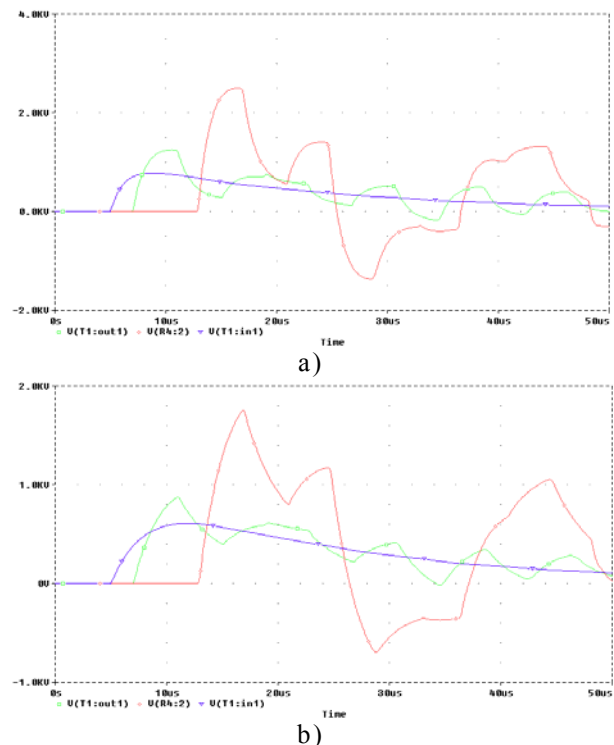 4.0KV
2.0KV
0.0KV
-2.0KV
0s 10us 20us 30us 40us 50us
V(T1:out1) V(R4:2) V(T1:in1)
Time
a)
2.0KV
1.0KV
0V
-1.0KV
0s 10us 20us 30us 40us 50us
V(T1:out1) V(R4:2) V(T1:in1)
Time
b)